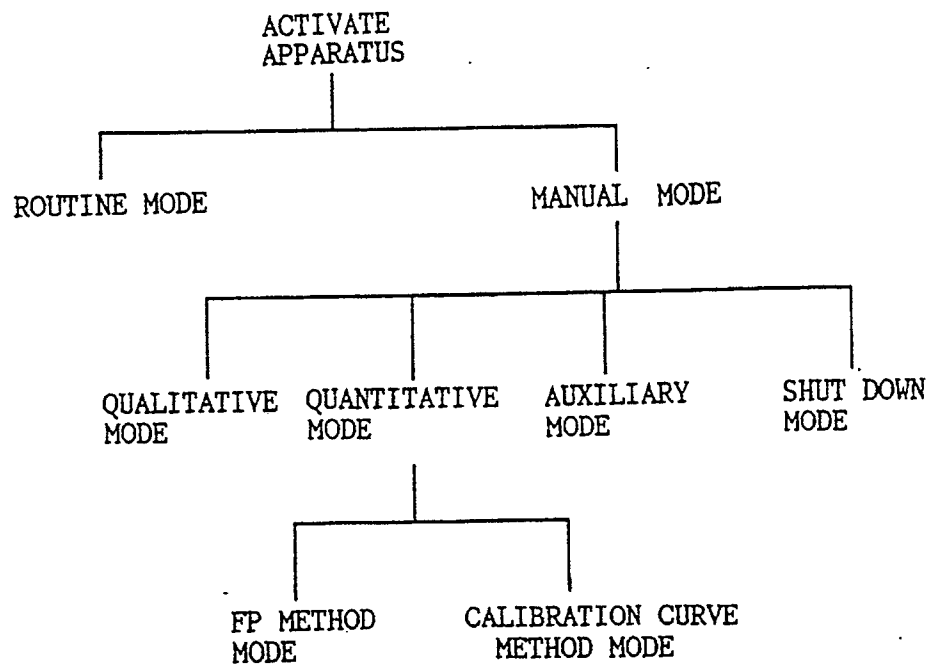 ACTIVATE
APPARATUS
ROUTINE MODE
MANUAL MODE
QUALITATIVE
MODE
QUANTITATIVE
MODE
AUXILIARY
MODE
SHUT DOWN
MODE
FP METHOD
MODE
CALIBRATION CURVE
METHOD MODE